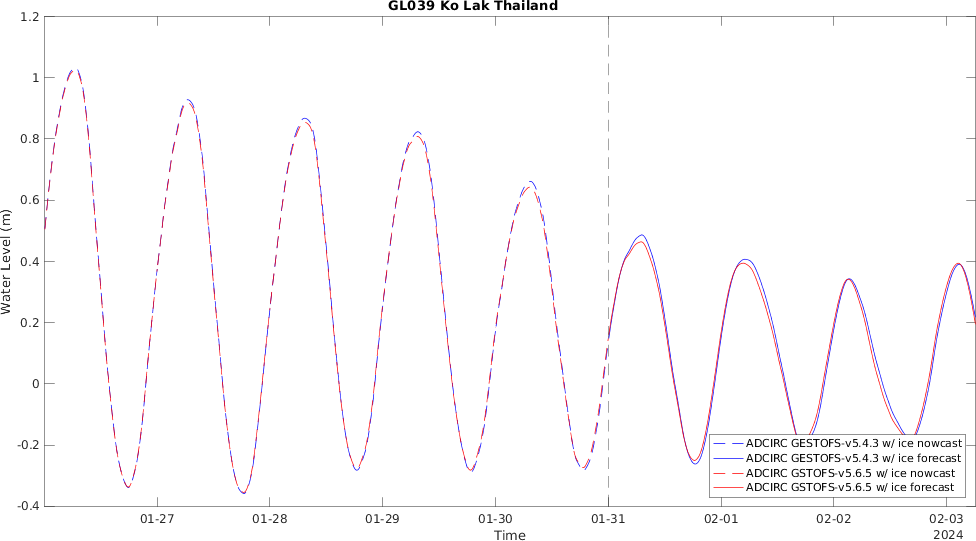 GL039 Ko Lak Thailand
1.2
1
0.8
0.6
0.4
0.2
0
-0.2
-0.4
Water Level (m)
01-27
01-28
01-29
01-30
01-31
02-01
02-02
02-03
Time
2024
ADCIRC GESTOFS-v5.4.3 w/ ice nowcast
ADCIRC GESTOFS-v5.4.3 w/ ice forecast
ADCIRC GSTOFS-v5.6.5 w/ ice nowcast
ADCIRC GSTOFS-v5.6.5 w/ ice forecast